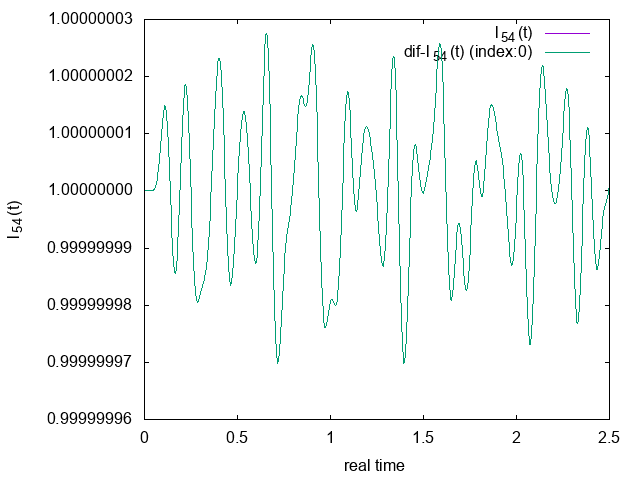 1.00000003
1.00000002
1.00000001
1.00000000
0.99999999
0.99999998
0.99999997
0.99999996
I54(t)
I54(t)
dif-I54(t) (index:0)
0 0.5 1 1.5 2 2.5
real time